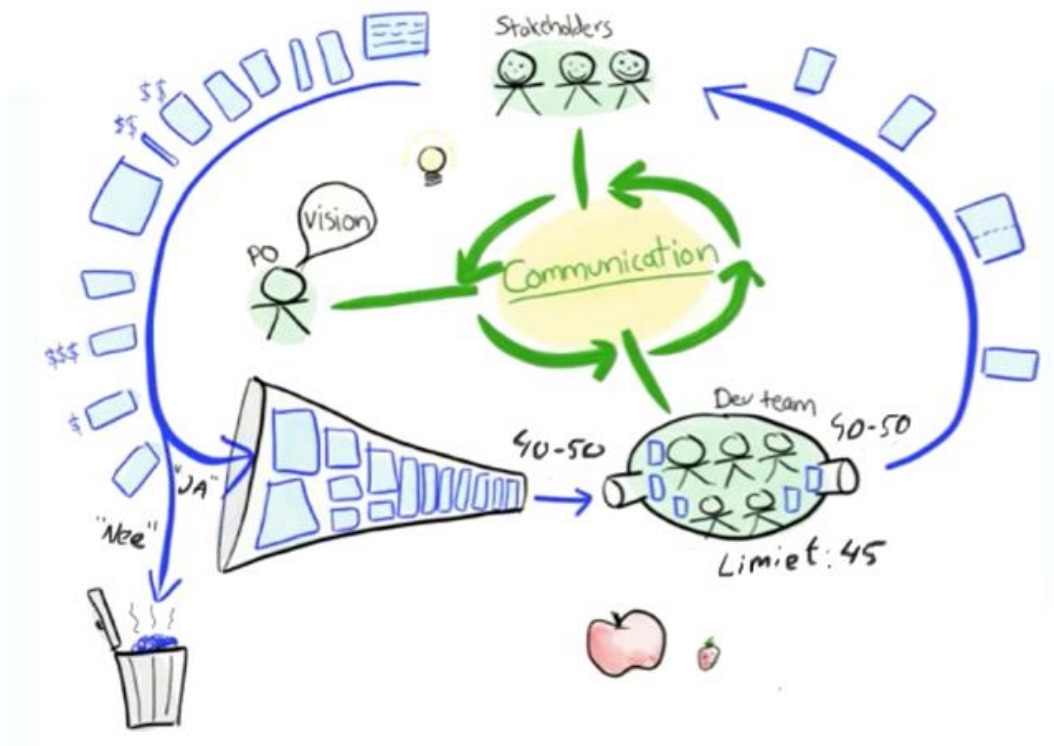 Stakeholders
$$
$$
vision
PO
Communication
$$$
$
Dev team
40-50
40-50
"JA"
"Nee"
Limiet: 45